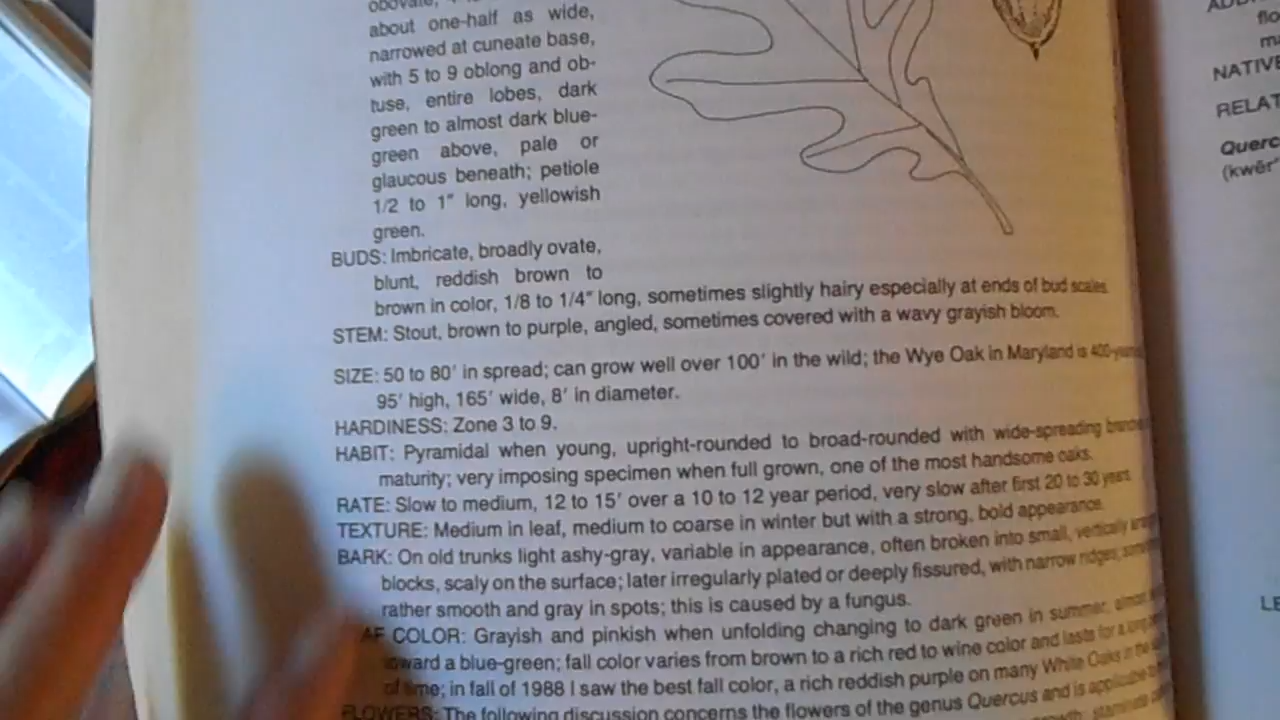 about one-half as wide,
narrowed at cuneate base,
with 5 to 9 oblong and ob-
tuse, entire lobes, dark
green to almost dark blue-
green above, pale or
glaucous beneath; petiole
1/2 to 1" long, yellowish
green.
BUDS: Imbricate, broadly ovate,
blunt, reddish brown to
brown in color, 1/8 to 1/4" long, sometimes slightly hairy especially at ends of bud scales.
STEM: Stout, brown to purple, angled, sometimes covered with a wavy grayish bloom.
SIZE: 50 to 80′ in spread; can grow well over 100′ in the wild; the Wye Oak in Maryland is 400-years
95′ high, 165′ wide, 8′ in diameter.
HARDINESS: Zone 3 to 9.
HABIT: Pyramidal when young, upright-rounded to broad-rounded with wide-spreading
maturity; very imposing specimen when full grown, one of the most handsome oaks.
RATE: Slow to medium, 12 to 15′ over a 10 to 12 year period, very slow after first 20 to 30 years.
TEXTURE: Medium in leaf, medium to coarse in winter but with a strong, bold appearance.
BARK: On old trunks light ashy-gray, variable in appearance, often broken into small, vertically
blocks, scaly on the surface; later irregularly plated or deeply fissured, with narrow ridges;
rather smooth and gray in spots; this is caused by a fungus.
COLOR: Grayish and pinkish when unfolding changing to dark green in summer,
toward a blue-green; fall color varies from brown to a rich red to wine color and lasts for a
of time; in fall of 1988 I saw the best fall color, a rich reddish purple on many White Oaks in the
FLOWERS: The following discussion concerns the flowers of the genus Quercus and is
NATIVE
RELAT
Querc
(kwêr′
LE